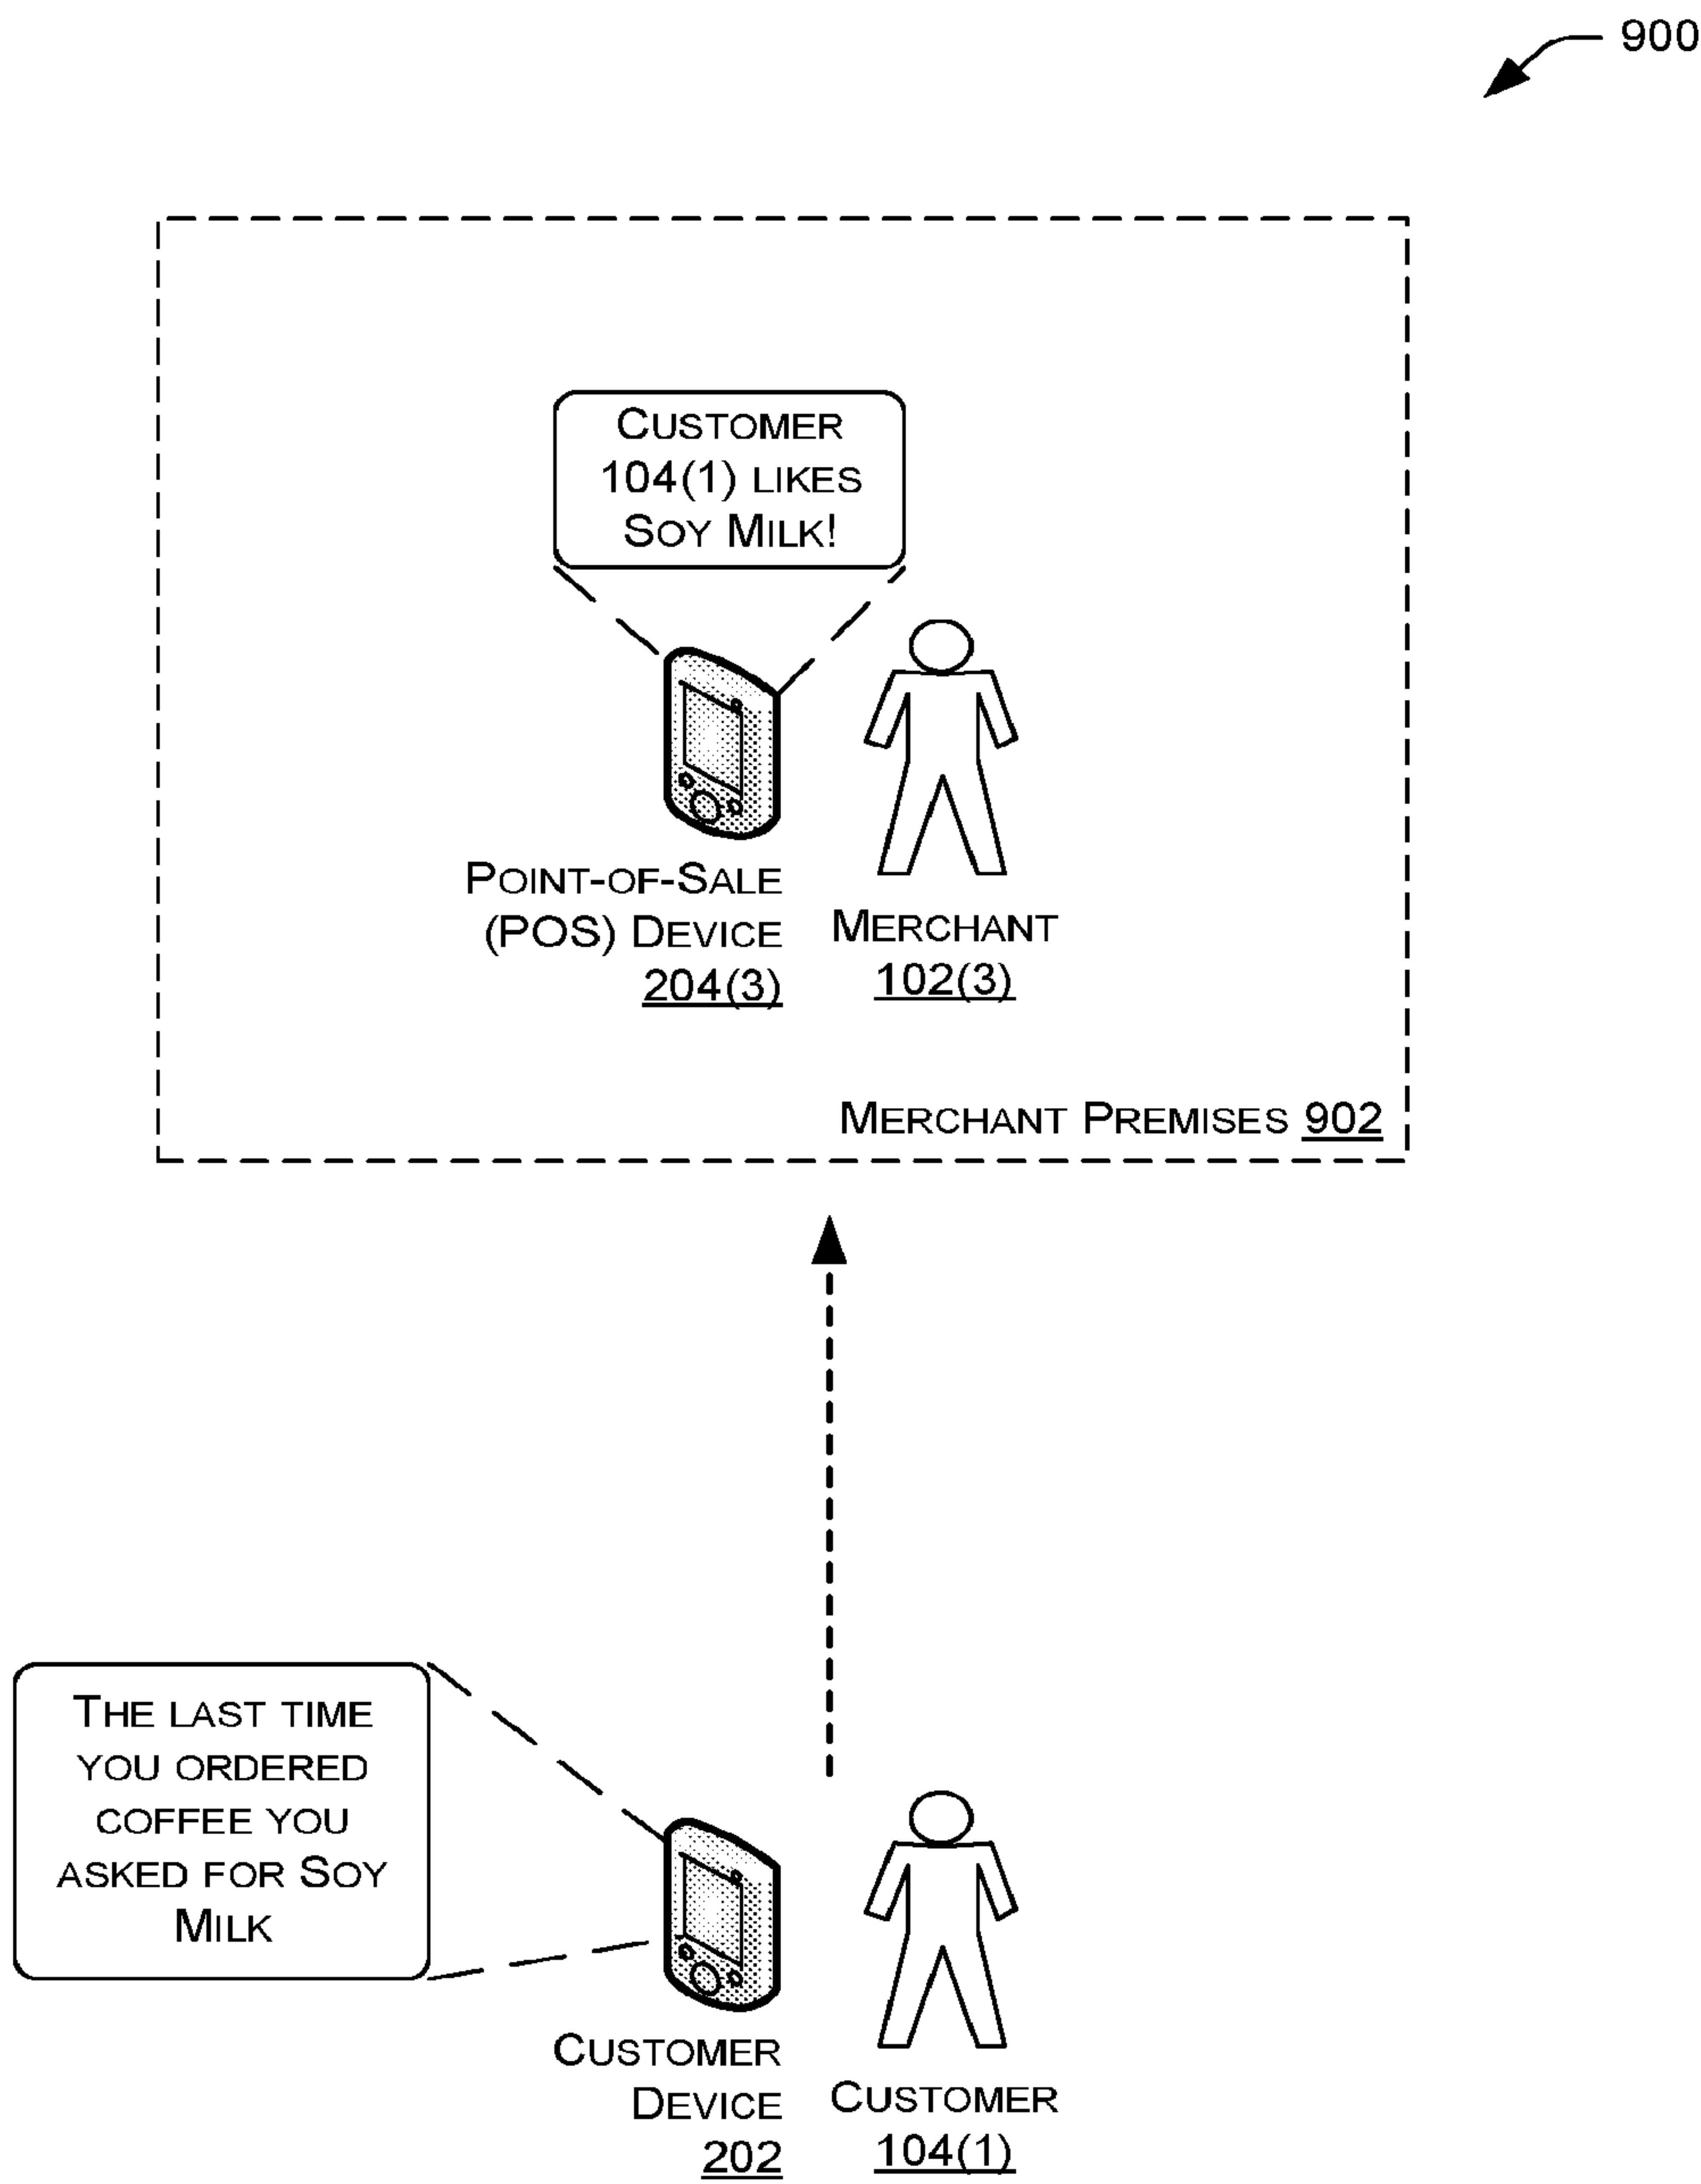 900
CUSTOMER
104(1) LIKES
SOY MILK!
POINT-OF-SALE
(POS) DEVICE
204(3)
MERCHANT
102(3)
MERCHANT PREMISES 902
THE LAST TIME
YOU ORDERED
COFFEE YOU
ASKED FOR SOY
MILK
CUSTOMER
DEVICE
202
CUSTOMER
104(1)